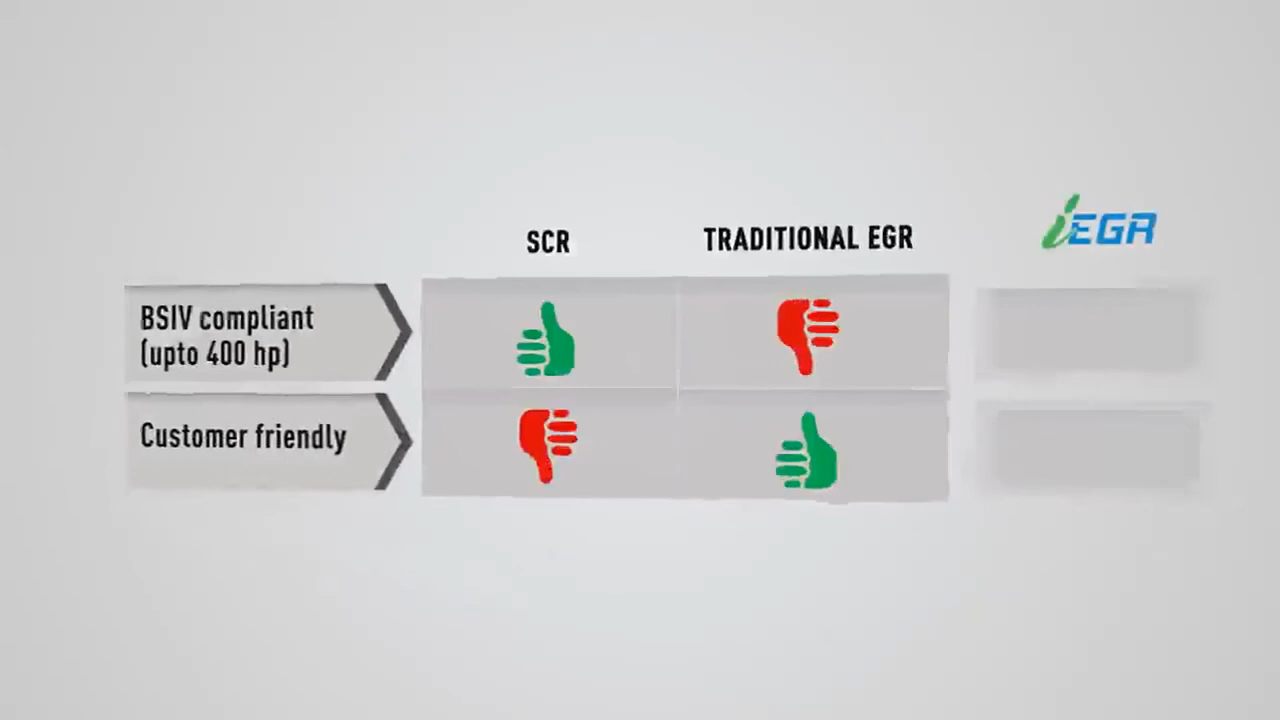 SCR
TRADITIONAL EGR
iEGR
BSIV compliant
(upto 400 hp)
Customer friendly